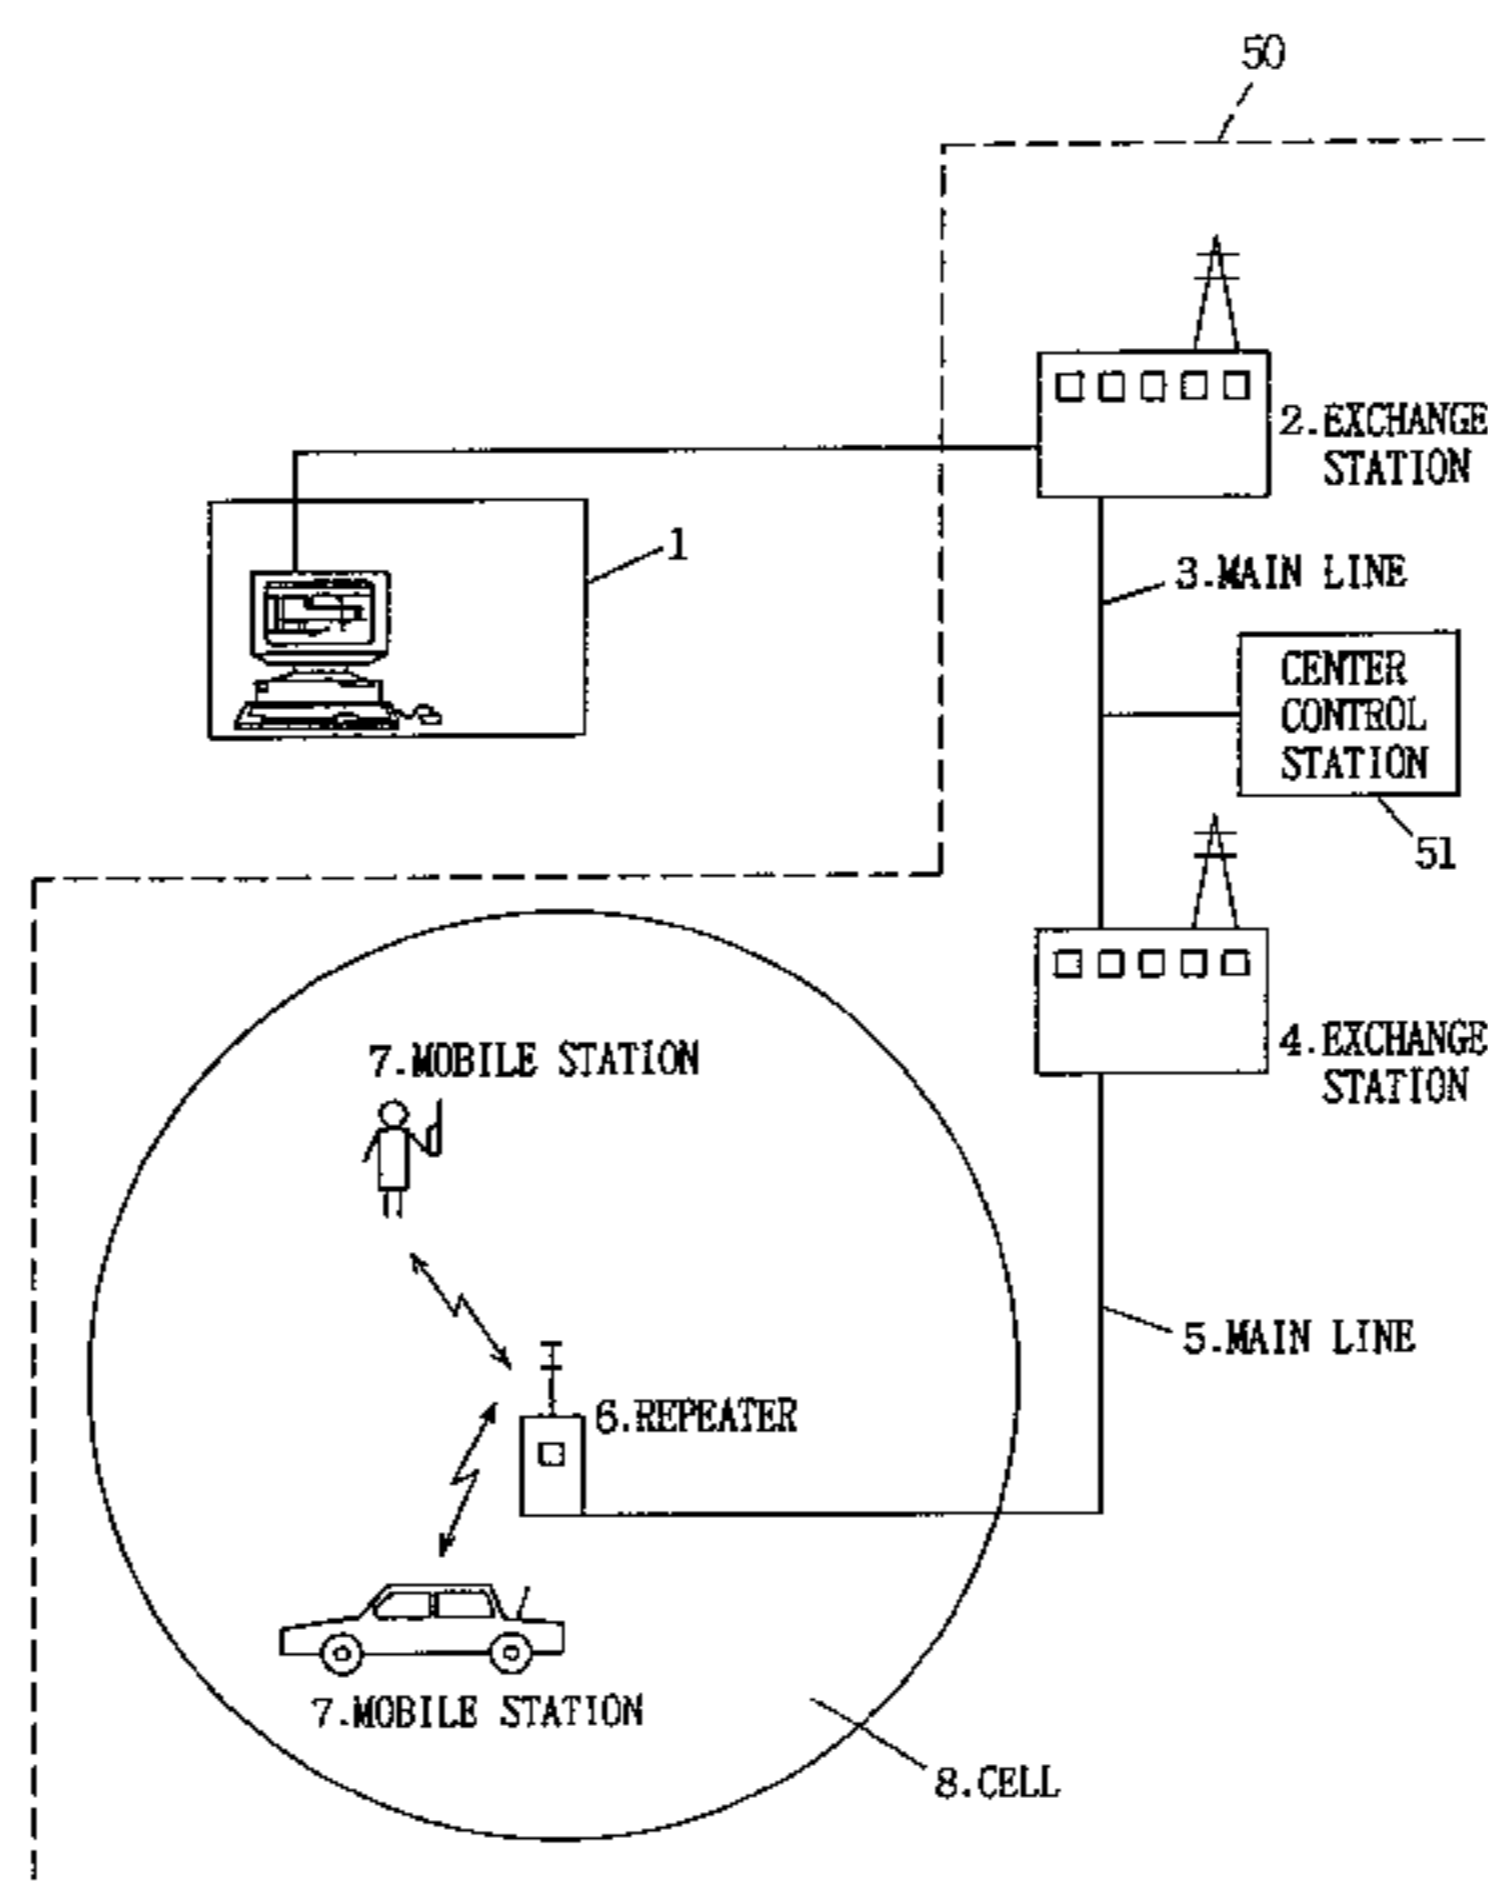 50
2.EXCHANGE
STATION
1
3.MAIN LINE
CENTER
CONTROL
STATION
51
4.EXCHANGE
STATION
7.MOBILE STATION
5.MAIN LINE
6.REPEATER
7.MOBILE STATION
8.CELL